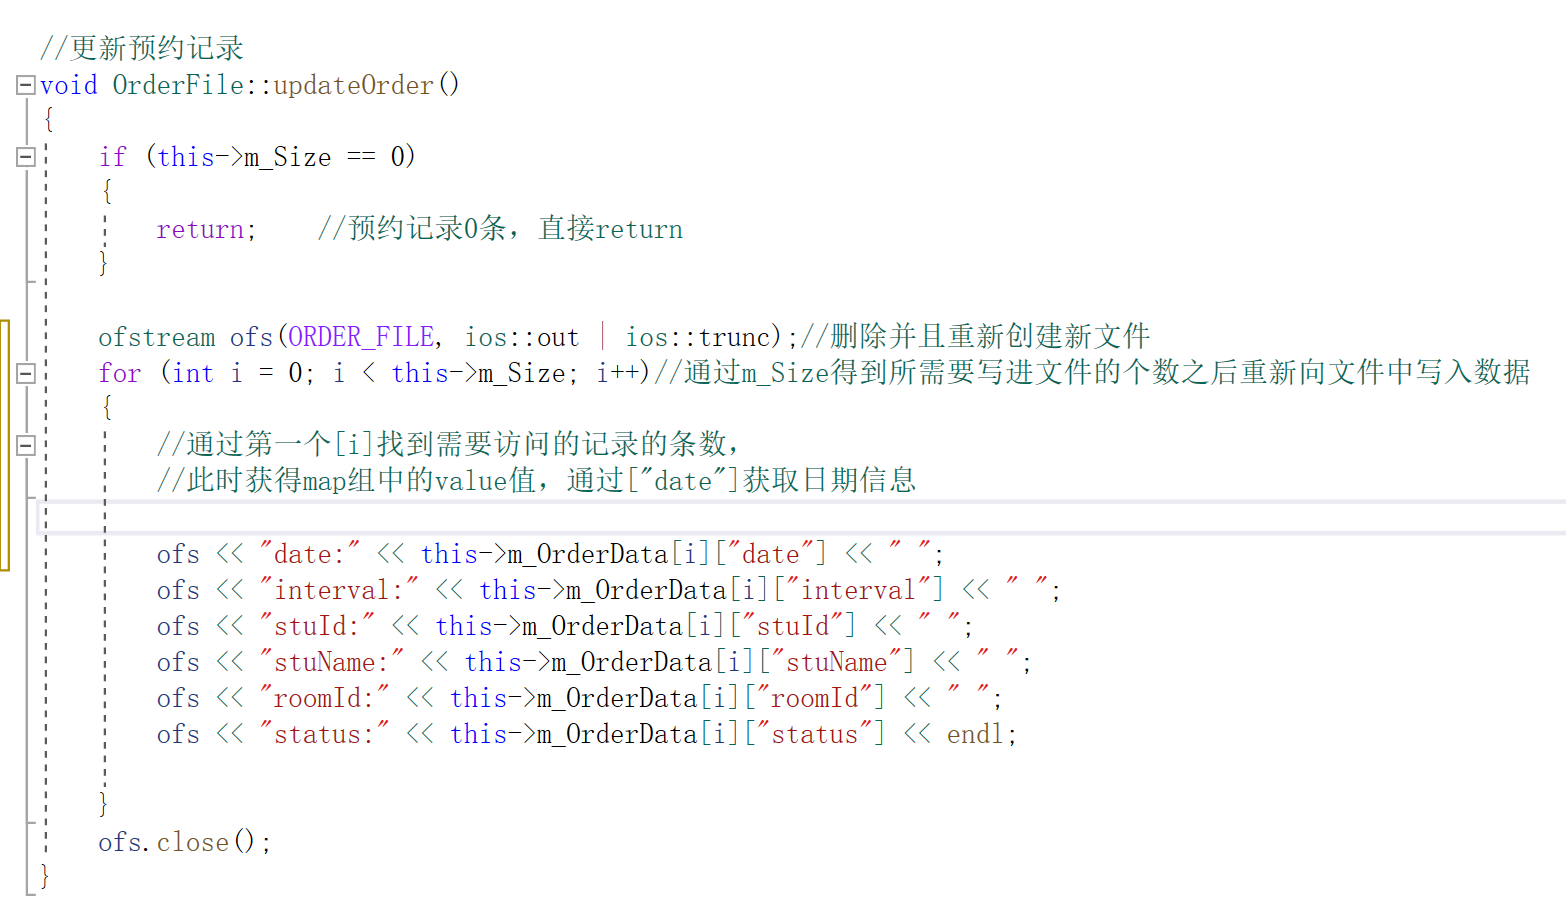 //更新预约记录
void OrderFile::updateOrder()
{
if (this->m_Size == 0)
{
return;    //预约记录0条，直接return
}
ofstream ofs(ORDER_FILE, ios::out | ios::trunc);//删除并且重新创建新文件
for (int i = 0; i < this->m_Size; i++)//通过m_Size得到所需要写进文件的个数之后重新向文件中写入数据
{
//通过第一个[i]找到需要访问的记录的条数，
//此时获得map组中的value值，通过["date"]获取日期信息
ofs << "date:" << this->m_OrderData[i]["date"] << " ";
ofs << "interval:" << this->m_OrderData[i]["interval"] << " ";
ofs << "stuId:" << this->m_OrderData[i]["stuId"] << " ";
ofs << "stuName:" << this->m_OrderData[i]["stuName"] << " ";
ofs << "roomId:" << this->m_OrderData[i]["roomId"] << " ";
ofs << "status:" << this->m_OrderData[i]["status"] << endl;
}
ofs.close();
}